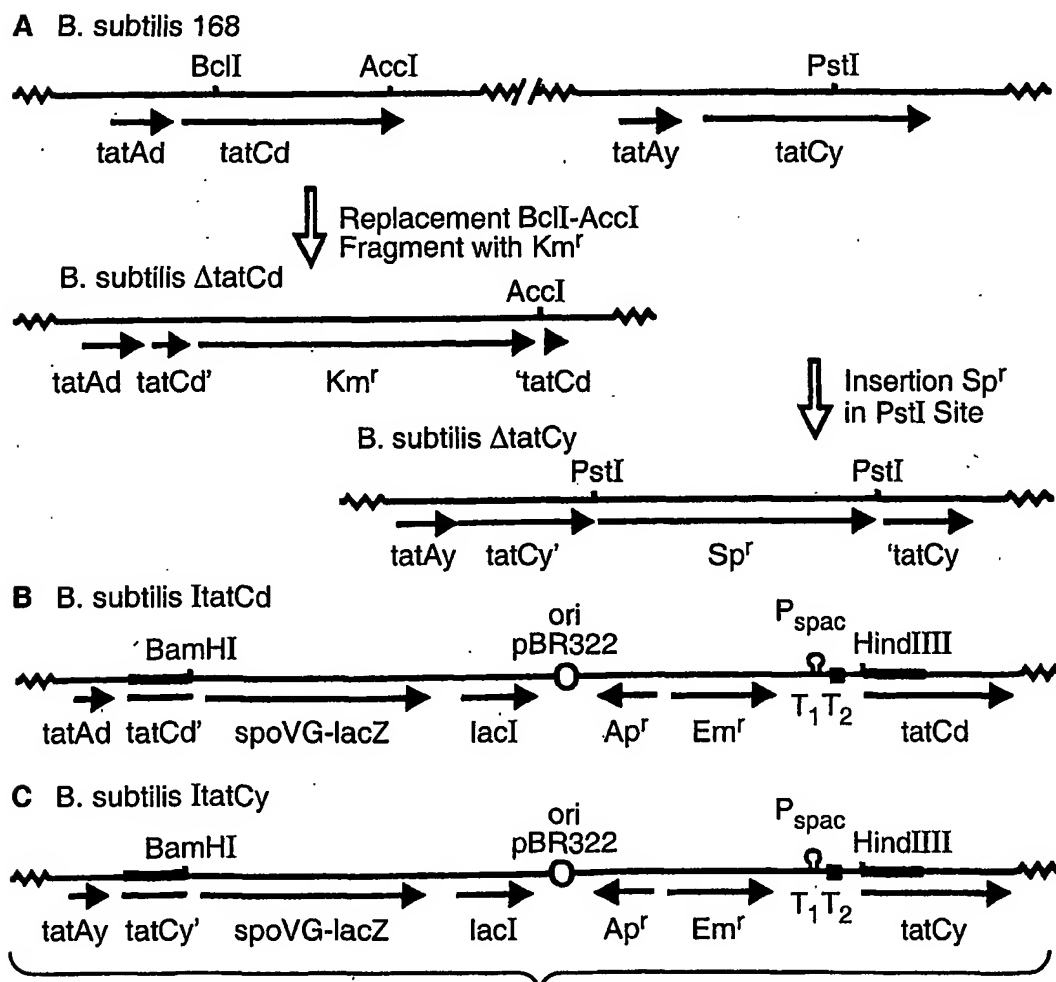 A B. subtilis 168
BclI AccI PstI
tatAd tatCd tatAy tatCy
Replacement BclI-AccI
Fragment with Kmʳ
B. subtilis ΔtatCd
AccI
tatAd tatCd' Kmʳ 'tatCd
Insertion Spʳ
in PstI Site
B. subtilis ΔtatCy
PstI PstI
tatAy tatCy' Spʳ 'tatCy
B B. subtilis ItatCd
ori
pBR322
BamHI Pspac HindIIII
tatAd tatCd' spoVG-lacZ lacI Apʳ Emʳ T₁T₂ tatCd
C B. subtilis ItatCy
ori
pBR322
BamHI Pspac HindIIII
tatAy tatCy' spoVG-lacZ lacI Apʳ Emʳ T₁T₂ tatCy